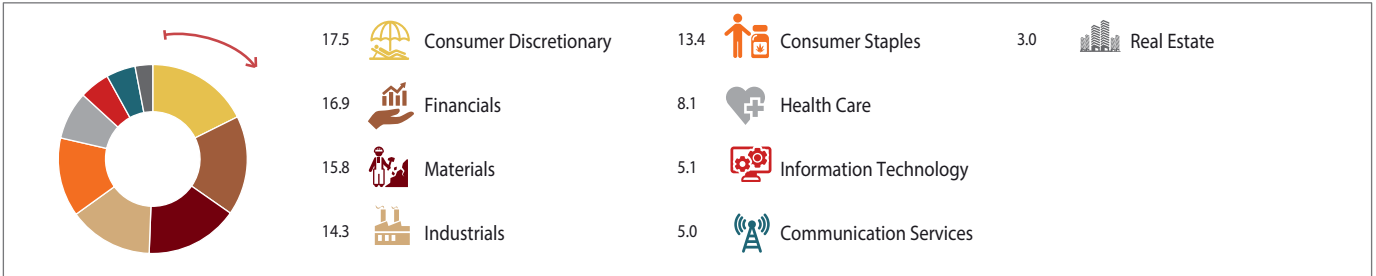 17.5 Consumer Discretionary
16.9 Financials
15.8 Materials
14.3 Industrials
13.4 Consumer Staples
8.1 Health Care
5.1 Information Technology
5.0 Communication Services
3.0 Real Estate